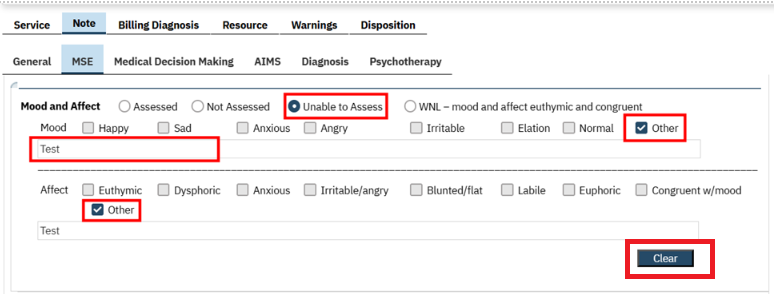 Service Note Billing Diagnosis Resource Warnings Disposition
General MSE Medical Decision Making AIMS Diagnosis Psychotherapy
Mood and Affect Assessed Not Assessed Unable to Assess WNL – mood and affect euthymic and congruent
Mood Happy Sad Anxious Angry Irritable Elation Normal Other
Test
Affect Euthymic Dysphoric Anxious Irritable/angry Blunted/flat Labile Euphoric Congruent w/mood
Other
Test
Clear